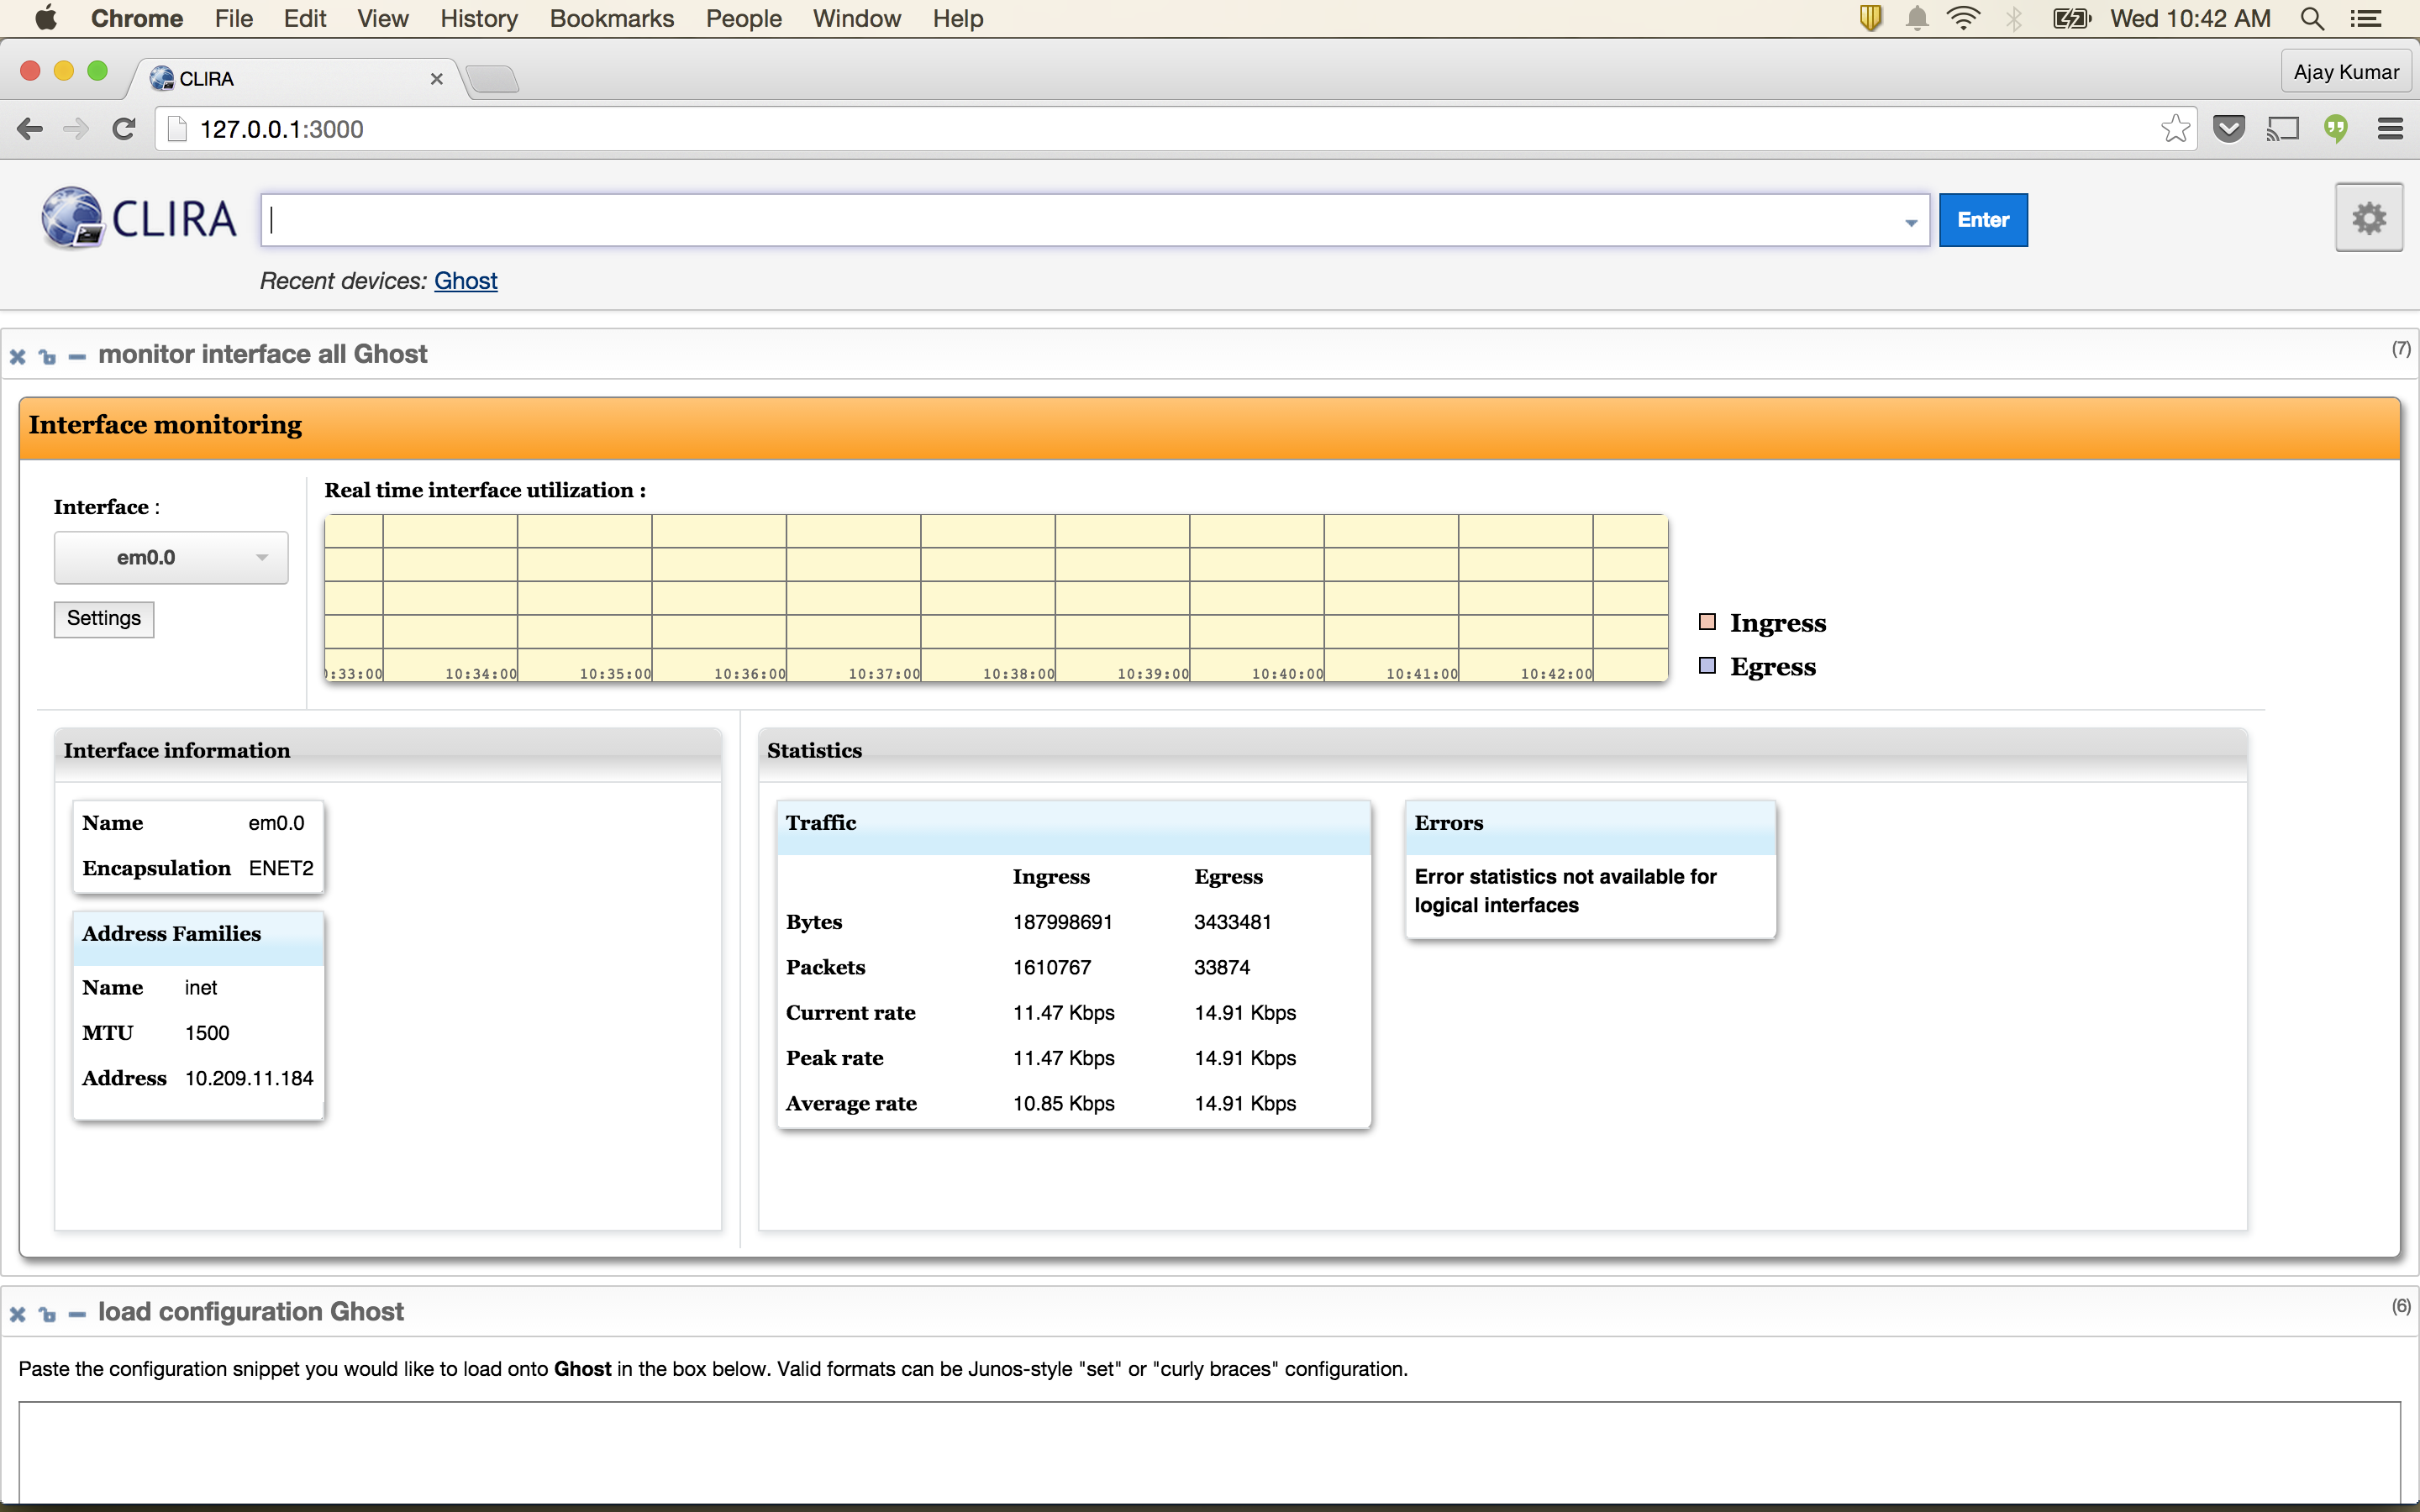 Chrome File Edit View History Bookmarks People Window Help Wed 10:42 AM
CLIRA Ajay Kumar
127.0.0.1:3000
CLIRA Enter
Recent devices: Ghost
monitor interface all Ghost (7)
Interface monitoring
Interface :
em0.0
Settings
Real time interface utilization :
:33:00 10:34:00 10:35:00 10:36:00 10:37:00 10:38:00 10:39:00 10:40:00 10:41:00 10:42:00
Ingress
Egress
Interface information
Name em0.0
Encapsulation ENET2
Address Families
Name inet
MTU 1500
Address 10.209.11.184
Statistics
Traffic
Ingress Egress
Bytes 187998691 3433481
Packets 1610767 33874
Current rate 11.47 Kbps 14.91 Kbps
Peak rate 11.47 Kbps 14.91 Kbps
Average rate 10.85 Kbps 14.91 Kbps
Errors
Error statistics not available for
logical interfaces
load configuration Ghost (6)
Paste the configuration snippet you would like to load onto Ghost in the box below. Valid formats can be Junos-style "set" or "curly braces" configuration.